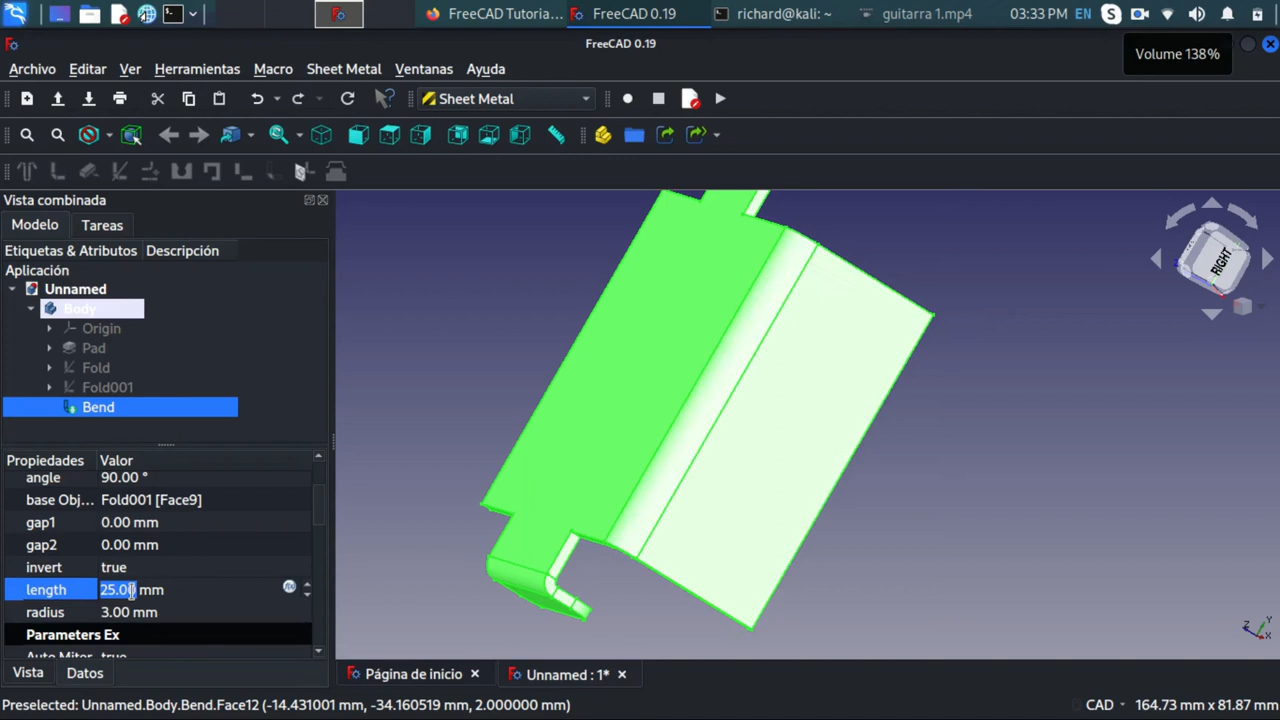 FreeCAD Tutoria...
FreeCAD 0.19
richard@kali: ~
guitarra 1.mp4
03:33 PM EN
FreeCAD 0.19
Volume 138%
Archivo Editar Ver Herramientas Macro Sheet Metal Ventanas Ayuda
Sheet Metal
Vista combinada
Modelo Tareas
Etiquetas & Atributos Descripción
Aplicación
Unnamed
Body
Origin
Pad
Fold
Fold001
Bend
Propiedades Valor
angle 90.00 °
base Obj... Fold001 [Face9]
gap1 0.00 mm
gap2 0.00 mm
invert true
length 25.00 mm
radius 3.00 mm
Parameters Ex
Auto Miter true
Vista Datos
RIGHT
Z Y X
Página de inicio
Unnamed : 1*
Preselected: Unnamed.Body.Bend.Face12 (-14.431001 mm, -34.160519 mm, 2.000000 mm)
CAD 164.73 mm x 81.87 mm